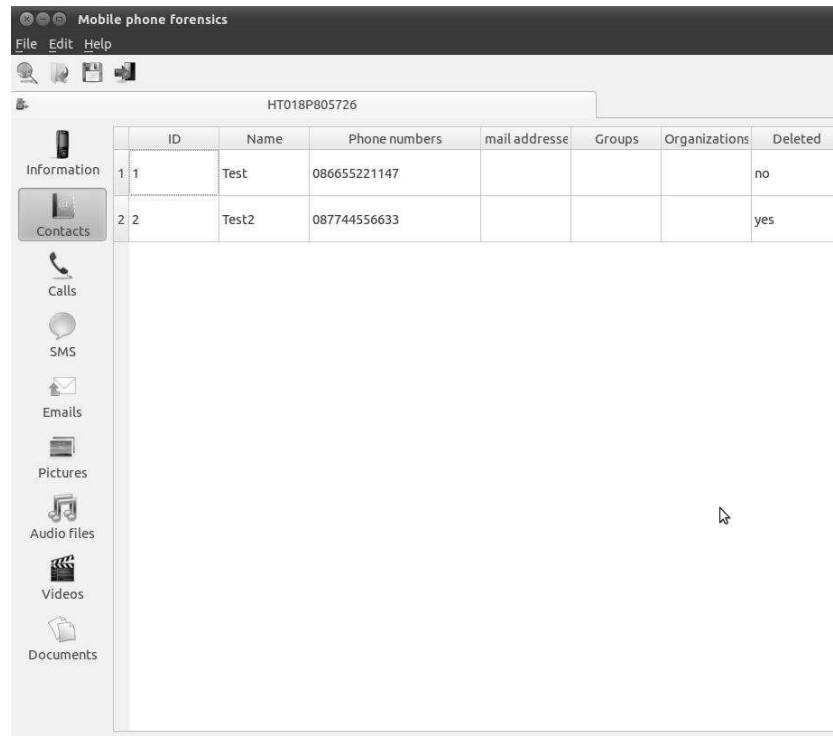 Mobile phone forensics
File Edit Help
HT018P805726
ID Name Phone numbers mail addresse Groups Organizations Deleted
Information
1 1 Test 086655221147 no
Contacts
2 2 Test2 087744556633 yes
Calls
SMS
Emails
Pictures
Audio files
Videos
Documents